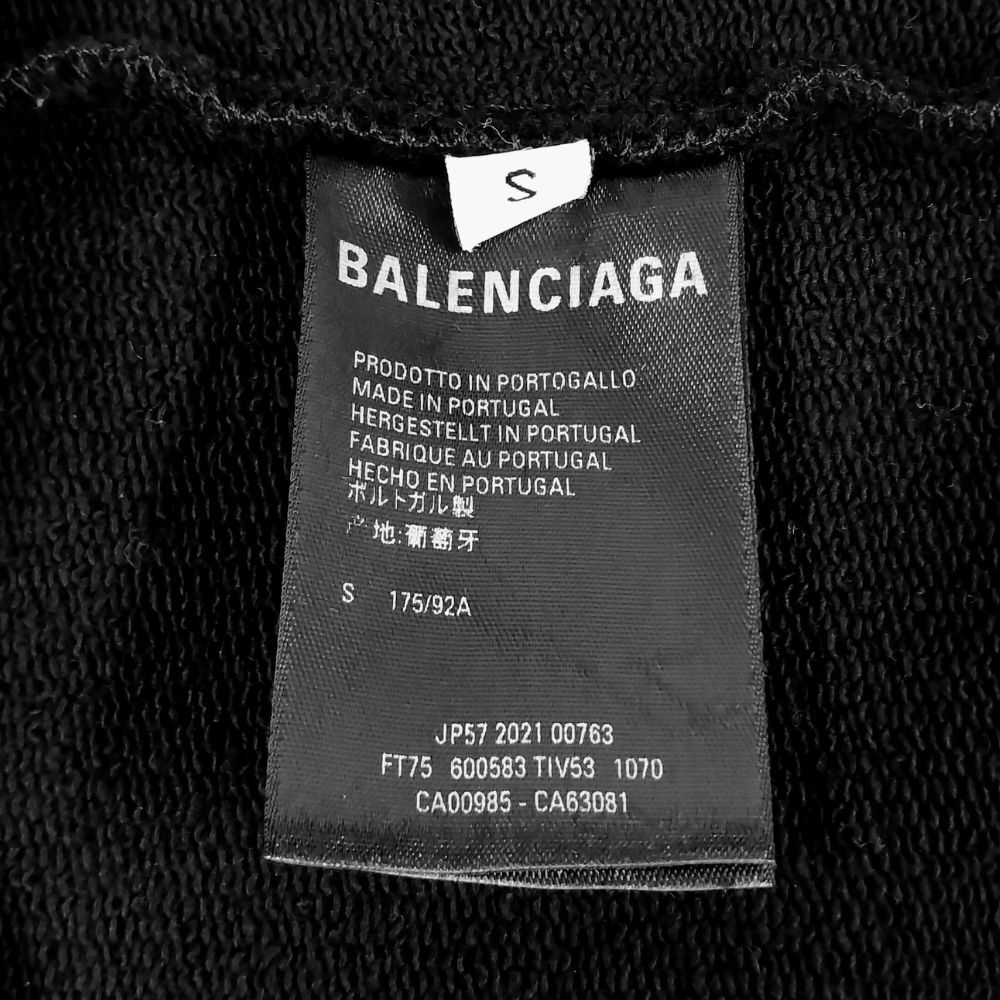 S
BALENCIAGA
PRODOTTO IN PORTOGALLO
MADE IN PORTUGAL
HERGESTELLT IN PORTUGAL
FABRIQUE AU PORTUGAL
HECHO EN PORTUGAL
ポルトガル製
产地:葡萄牙
S 175/92A
JP57 2021 00763
FT75 600583 TIV53 1070
CA00985 - CA63081